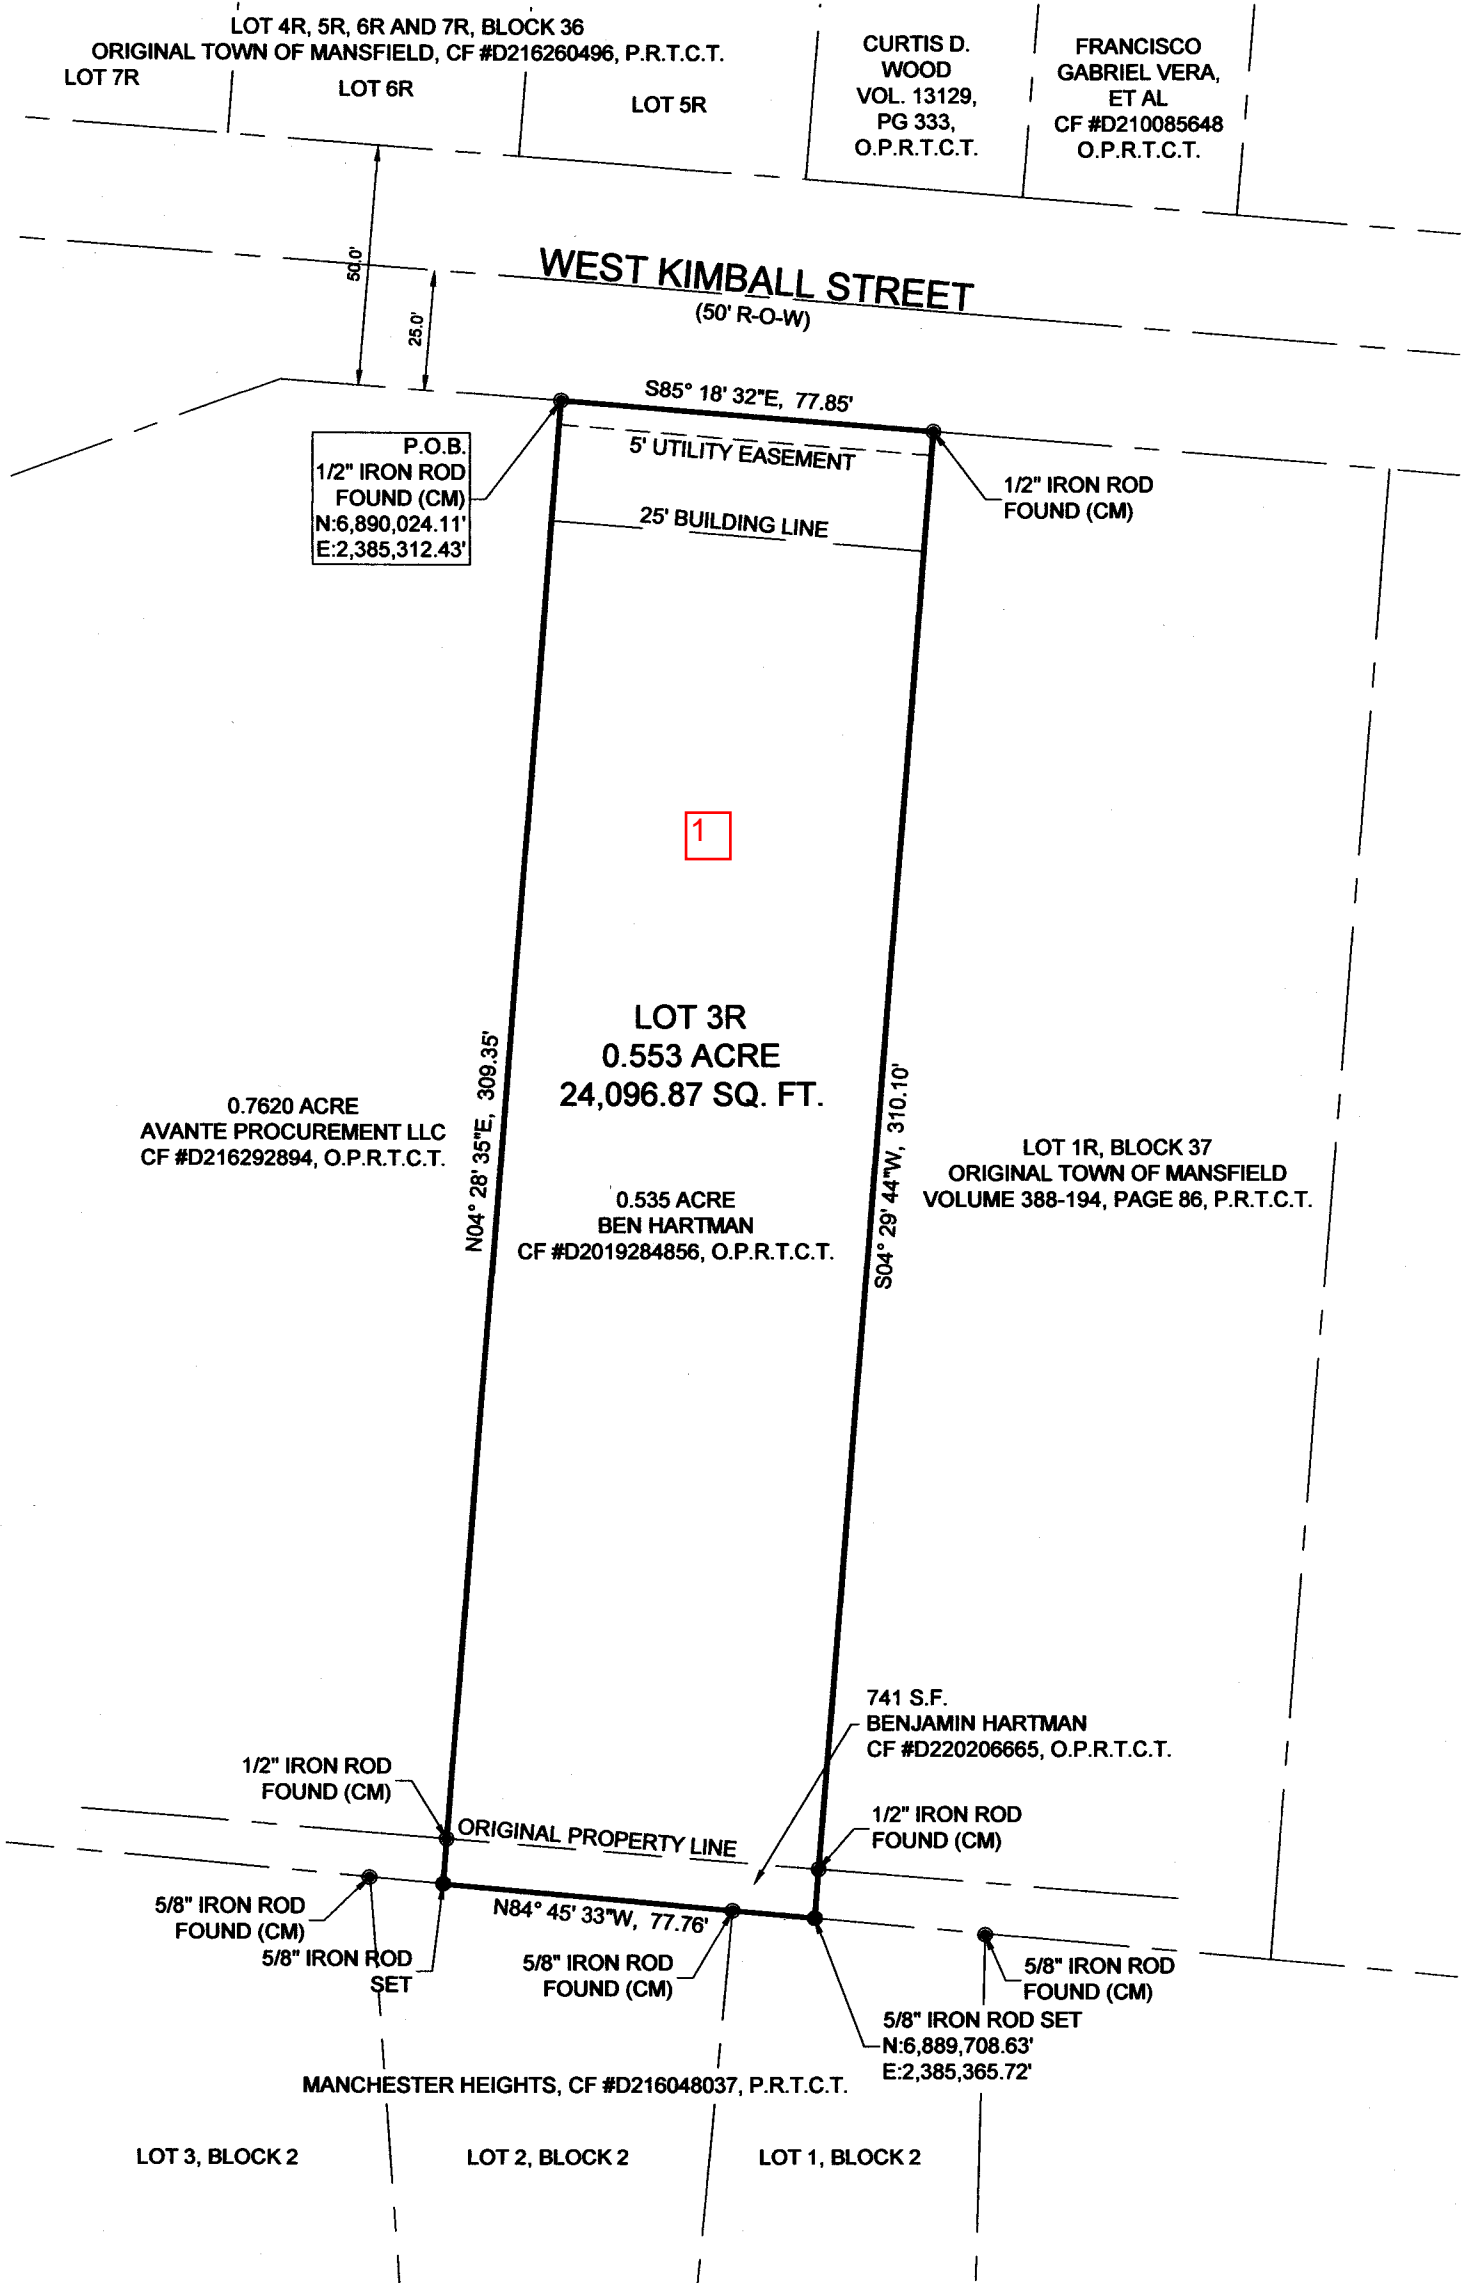 LOT 4R, 5R, 6R AND 7R, BLOCK 36
ORIGINAL TOWN OF MANSFIELD, CF #D216260496, P.R.T.C.T.
LOT 7R
LOT 6R
LOT 5R
CURTIS D.
WOOD
VOL. 13129,
PG 333,
O.P.R.T.C.T.
FRANCISCO
GABRIEL VERA,
ET AL
CF #D210085648
O.P.R.T.C.T.
50.0'
25.0'
WEST KIMBALL STREET
(50' R-O-W)
S85° 18' 32"E, 77.85'
P.O.B.
1/2" IRON ROD
FOUND (CM)
N:6,890,024.11'
E:2,385,312.43'
5' UTILITY EASEMENT
1/2" IRON ROD
FOUND (CM)
25' BUILDING LINE
1
LOT 3R
0.553 ACRE
24,096.87 SQ. FT.
N04° 28' 35"E, 309.35'
S04° 29' 44"W, 310.10'
0.7620 ACRE
AVANTE PROCUREMENT LLC
CF #D216292894, O.P.R.T.C.T.
0.535 ACRE
BEN HARTMAN
CF #D2019284856, O.P.R.T.C.T.
LOT 1R, BLOCK 37
ORIGINAL TOWN OF MANSFIELD
VOLUME 388-194, PAGE 86, P.R.T.C.T.
741 S.F.
BENJAMIN HARTMAN
CF #D220206665, O.P.R.T.C.T.
1/2" IRON ROD
FOUND (CM)
ORIGINAL PROPERTY LINE
1/2" IRON ROD
FOUND (CM)
5/8" IRON ROD
FOUND (CM)
N84° 45' 33"W, 77.76'
5/8" IRON ROD
SET
5/8" IRON ROD
FOUND (CM)
5/8" IRON ROD
FOUND (CM)
5/8" IRON ROD SET
N:6,889,708.63'
E:2,385,365.72'
MANCHESTER HEIGHTS, CF #D216048037, P.R.T.C.T.
LOT 3, BLOCK 2
LOT 2, BLOCK 2
LOT 1, BLOCK 2